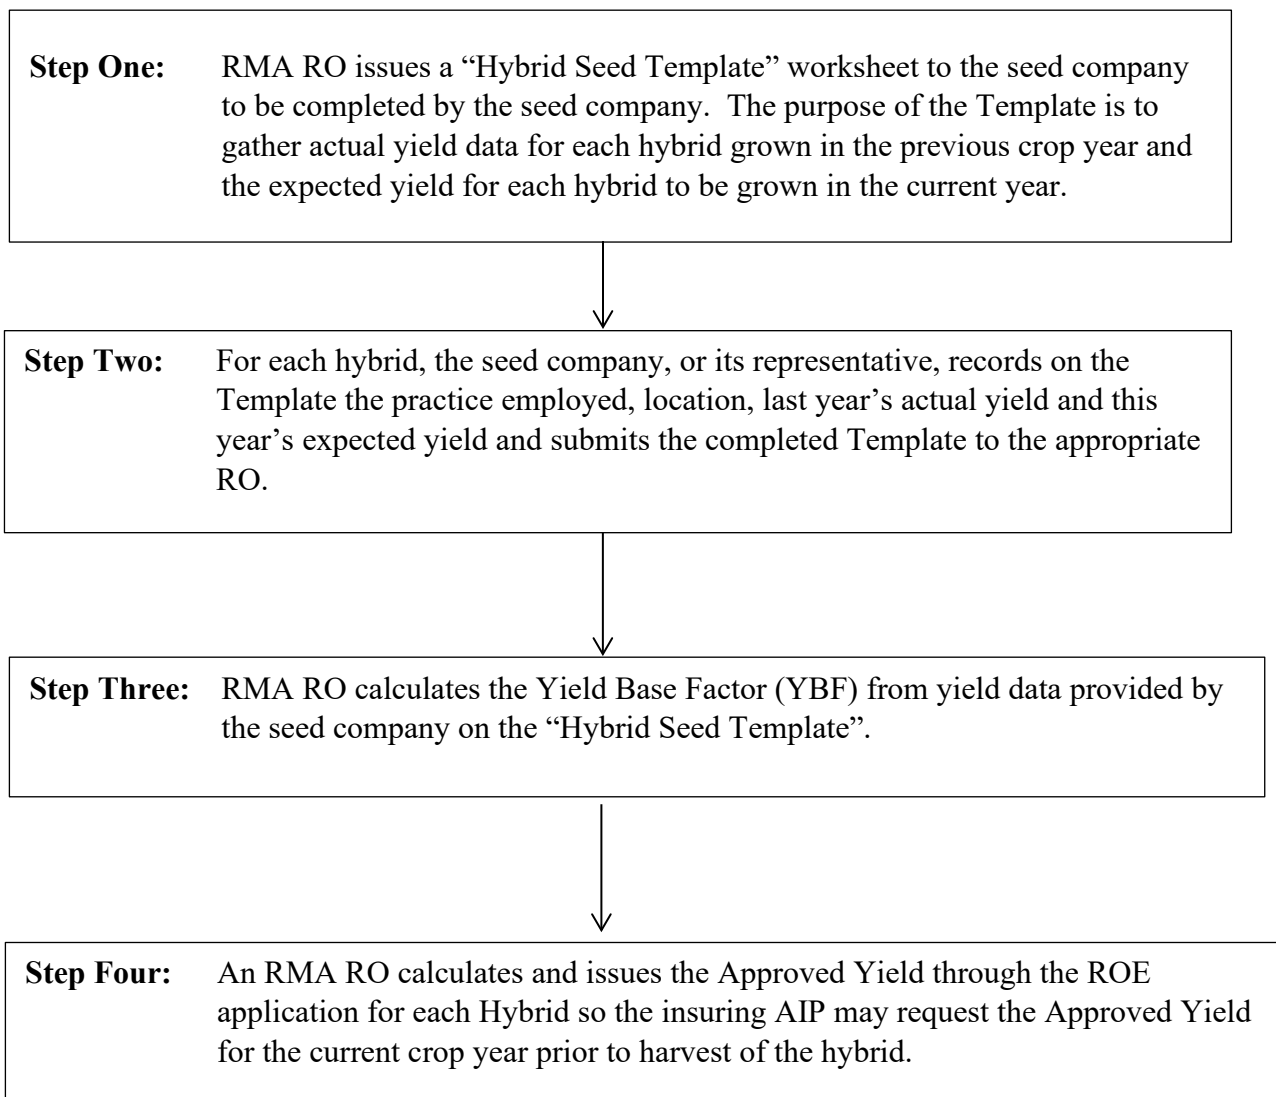 Step One: RMA RO issues a “Hybrid Seed Template” worksheet to the seed company
to be completed by the seed company. The purpose of the Template is to
gather actual yield data for each hybrid grown in the previous crop year and
the expected yield for each hybrid to be grown in the current year.
Step Two: For each hybrid, the seed company, or its representative, records on the
Template the practice employed, location, last year’s actual yield and this
year’s expected yield and submits the completed Template to the appropriate
RO.
Step Three: RMA RO calculates the Yield Base Factor (YBF) from yield data provided by
the seed company on the “Hybrid Seed Template”.
Step Four: An RMA RO calculates and issues the Approved Yield through the ROE
application for each Hybrid so the insuring AIP may request the Approved Yield
for the current crop year prior to harvest of the hybrid.